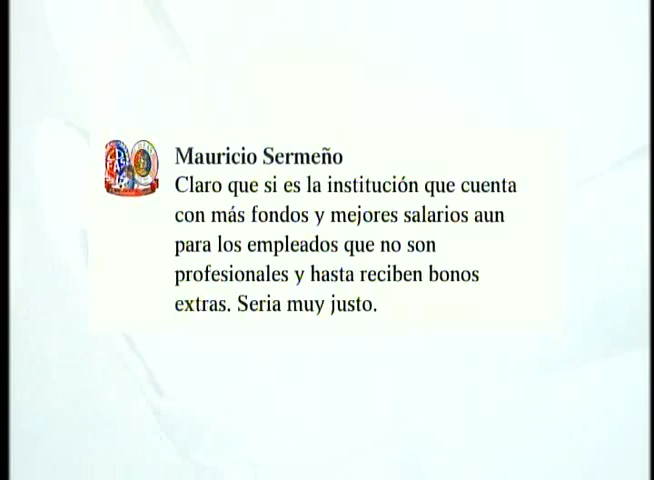 Mauricio Sermeño
Claro que si es la institución que cuenta
con más fondos y mejores salarios aun
para los empleados que no son
profesionales y hasta reciben bonos
extras. Seria muy justo.